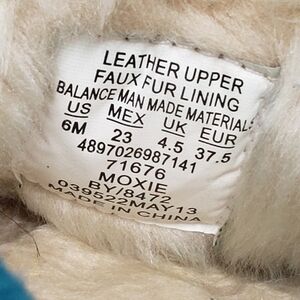 LEATHER UPPER
FAUX FUR LINING
BALANCE MAN MADE MATERIALS
US MEX UK EUR
6M 23 4.5 37.5
4897026987141
71676
MOXIE
BY/8472
039522MAY13
MADE IN CHINA